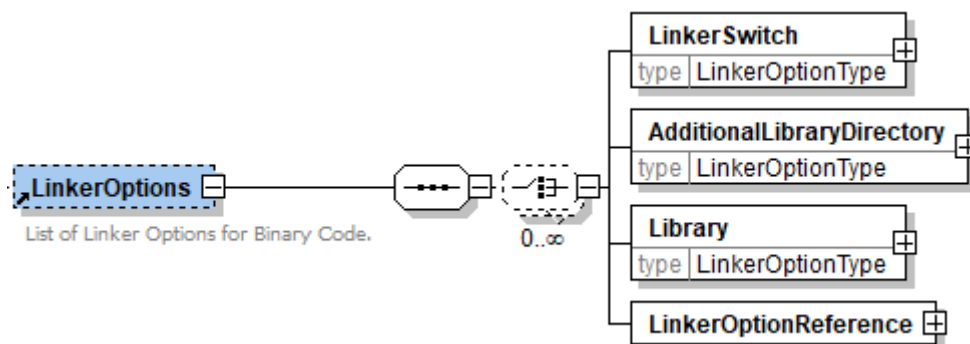 LinkerSwitch
type LinkerOptionType
AdditionalLibraryDirectory
type LinkerOptionType
LinkerOptions
List of Linker Options for Binary Code.
0..∞
Library
type LinkerOptionType
LinkerOptionReference